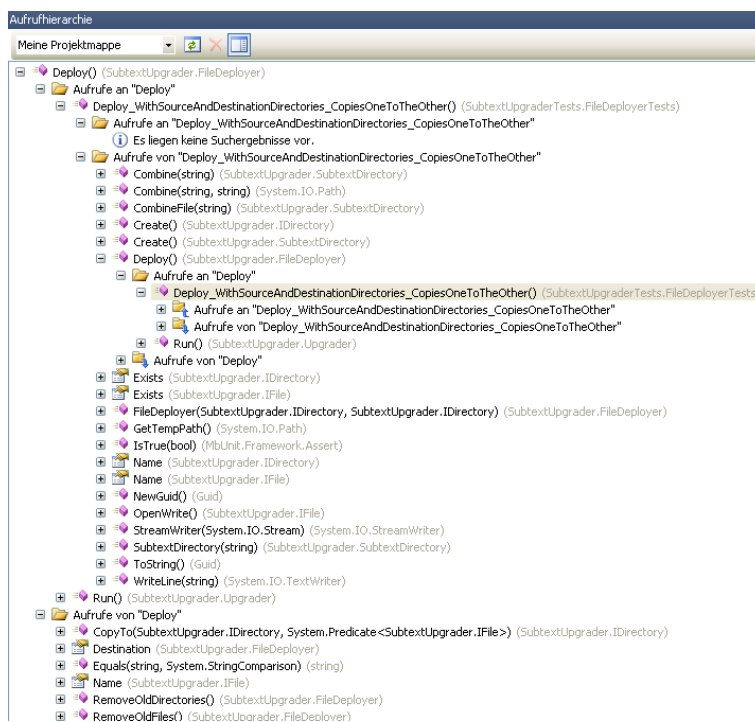 Aufrufhierarchie
Meine Projektmappe
Deploy() (SubtextUpgrader.FileDeployer)
Aufrufe an "Deploy"
Deploy_WithSourceAndDestinationDirectories_CopiesOneToTheOther() (SubtextUpgraderTests.FileDeployerTests)
Aufrufe an "Deploy_WithSourceAndDestinationDirectories_CopiesOneToTheOther"
Es liegen keine Suchergebnisse vor.
Aufrufe von "Deploy_WithSourceAndDestinationDirectories_CopiesOneToTheOther"
Combine(string) (SubtextUpgrader.SubtextDirectory)
Combine(string, string) (System.IO.Path)
CombineFile(string) (SubtextUpgrader.SubtextDirectory)
Create() (SubtextUpgrader.IDirectory)
Create() (SubtextUpgrader.SubtextDirectory)
Deploy() (SubtextUpgrader.FileDeployer)
Aufrufe an "Deploy"
Deploy_WithSourceAndDestinationDirectories_CopiesOneToTheOther() (SubtextUpgraderTests.FileDeployerTests
Aufrufe an "Deploy_WithSourceAndDestinationDirectories_CopiesOneToTheOther"
Aufrufe von "Deploy_WithSourceAndDestinationDirectories_CopiesOneToTheOther"
Run() (SubtextUpgrader.Upgrader)
Aufrufe von "Deploy"
Exists (SubtextUpgrader.IDirectory)
Exists (SubtextUpgrader.IFile)
FileDeployer(SubtextUpgrader.IDirectory, SubtextUpgrader.IDirectory) (SubtextUpgrader.FileDeployer)
GetTempPath() (System.IO.Path)
IsTrue(bool) (MbUnit.Framework.Assert)
Name (SubtextUpgrader.IDirectory)
Name (SubtextUpgrader.IFile)
NewGuid() (Guid)
OpenWrite() (SubtextUpgrader.IFile)
StreamWriter(System.IO.Stream) (System.IO.StreamWriter)
SubtextDirectory(string) (SubtextUpgrader.SubtextDirectory)
ToString() (Guid)
WriteLine(string) (System.IO.TextWriter)
Run() (SubtextUpgrader.Upgrader)
Aufrufe von "Deploy"
CopyTo(SubtextUpgrader.IDirectory, System.Predicate<SubtextUpgrader.IFile>) (SubtextUpgrader.IDirectory)
Destination (SubtextUpgrader.FileDeployer)
Equals(string, System.StringComparison) (string)
Name (SubtextUpgrader.IFile)
RemoveOldDirectories() (SubtextUpgrader.FileDeployer)
RemoveOldFiles() (SubtextUpgrader.FileDeployer)